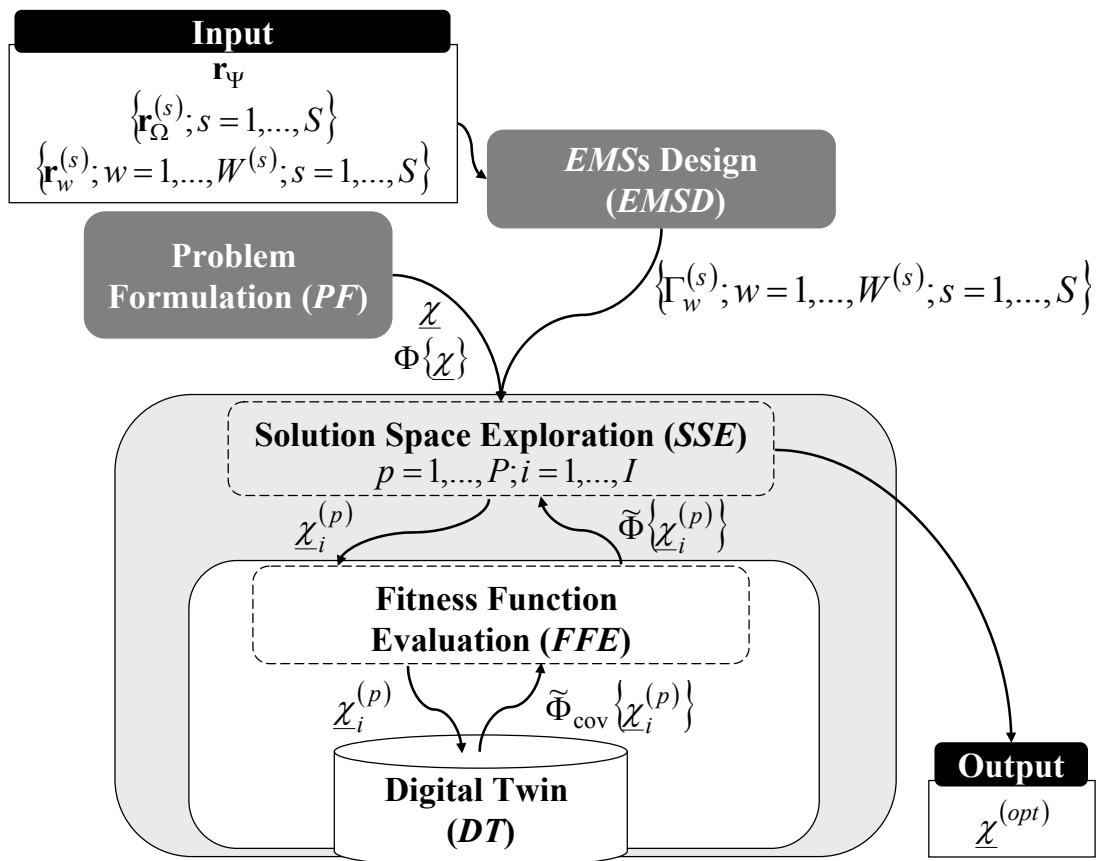 Input
r_Ψ
{r_Ω^(s); s = 1,..., S}
{r_w^(s); w = 1,..., W^(s); s = 1,..., S}
EMSs Design
(EMSD)
Problem
Formulation (PF)
{Γ_w^(s); w = 1,..., W^(s); s = 1,..., S}
χ
Φ{χ}
Solution Space Exploration (SSE)
p = 1,..., P; i = 1,..., I
χ_i^(p)
Φ̃{χ_i^(p)}
Fitness Function
Evaluation (FFE)
χ_i^(p)
Φ̃_cov{χ_i^(p)}
Digital Twin
(DT)
Output
χ^(opt)